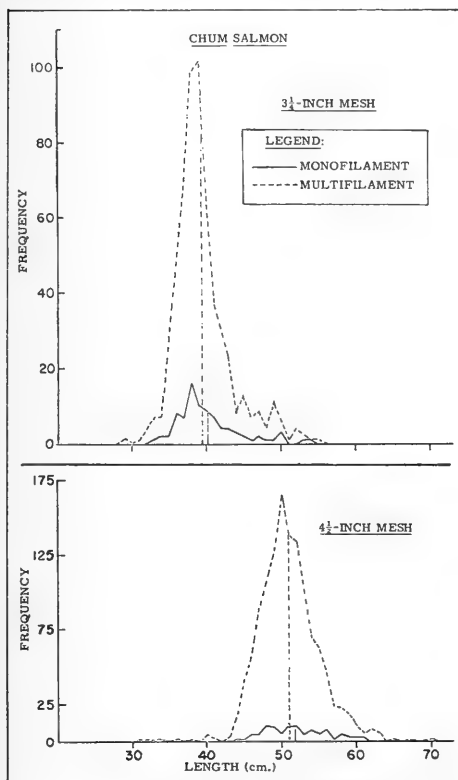 CHUM SALMON
3¼-INCH MESH
LEGEND:
MONOFILAMENT
MULTIFILAMENT
FREQUENCY
100
80
60
40
20
0
4½-INCH MESH
FREQUENCY
175
125
75
25
0
30
40
50
60
70
LENGTH (cm.)